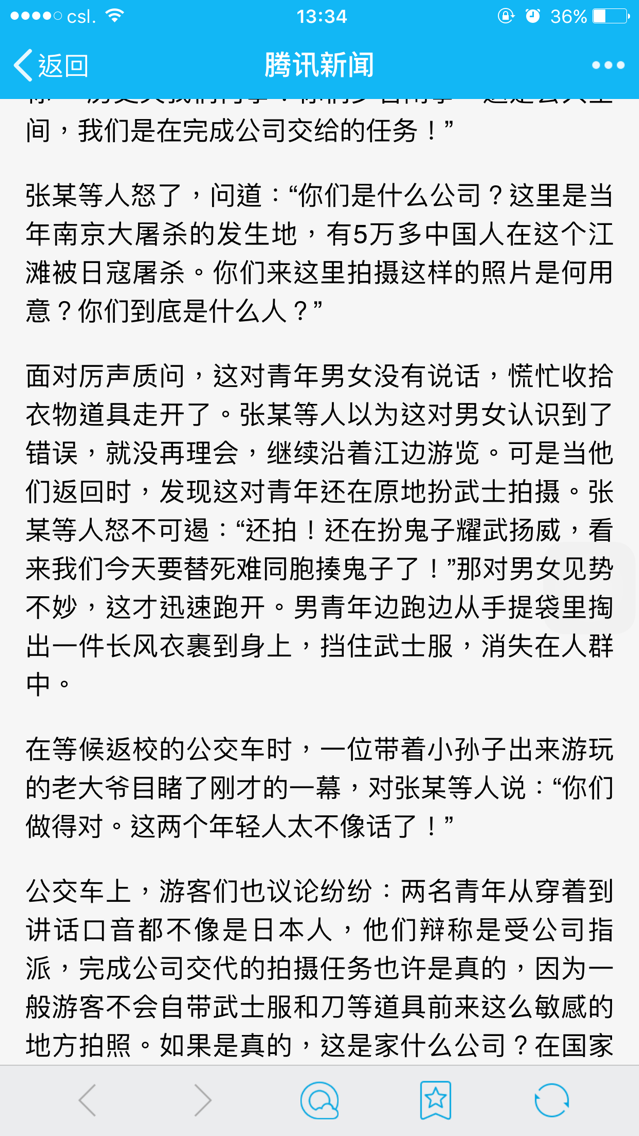 csl.
13:34
36%
返回
腾讯新闻
间，我们是在完成公司交给的任务！”
张某等人怒了，问道：“你们是什么公司？这里是当
年南京大屠杀的发生地，有5万多中国人在这个江
滩被日寇屠杀。你们来这里拍摄这样的照片是何用
意？你们到底是什么人？”
面对厉声质问，这对青年男女没有说话，慌忙收拾
衣物道具走开了。张某等人以为这对男女认识到了
错误，就没再理会，继续沿着江边游览。可是当他
们返回时，发现这对青年还在原地扮武士拍摄。张
某等人怒不可遏：“还拍！还在扮鬼子耀武扬威，看
来我们今天要替死难同胞揍鬼子了！”那对男女见势
不妙，这才迅速跑开。男青年边跑边从手提袋里掏
出一件长风衣裹到身上，挡住武士服，消失在人群
中。
在等候返校的公交车时，一位带着小孙子出来游玩
的老大爷目睹了刚才的一幕，对张某等人说：“你们
做得对。这两个年轻人太不像话了！”
公交车上，游客们也议论纷纷：两名青年从穿着到
讲话口音都不像是日本人，他们辩称是受公司指
派，完成公司交代的拍摄任务也许是真的，因为一
般游客不会自带武士服和刀等道具前来这么敏感的
地方拍照。如果是真的，这是家什么公司？在国家